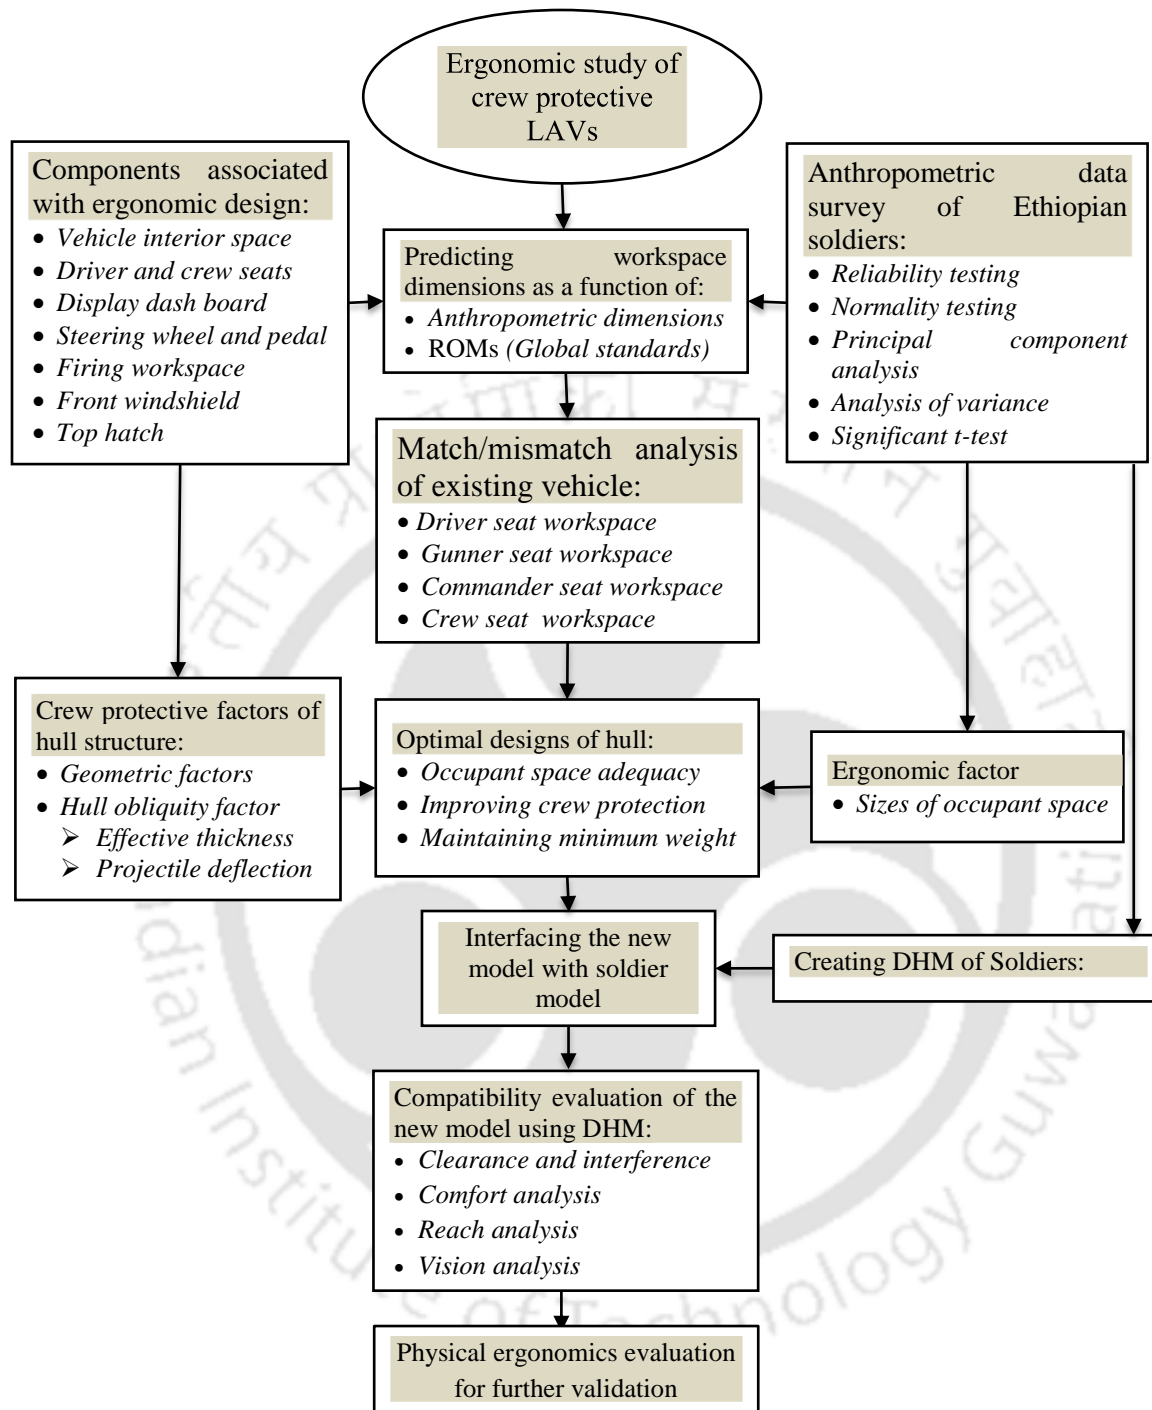 Ergonomic study of
crew protective
LAVs
Components associated
with ergonomic design:
• Vehicle interior space
• Driver and crew seats
• Display dash board
• Steering wheel and pedal
• Firing workspace
• Front windshield
• Top hatch
Predicting workspace
dimensions as a function of:
• Anthropometric dimensions
• ROMs (Global standards)
Anthropometric data
survey of Ethiopian
soldiers:
• Reliability testing
• Normality testing
• Principal component
analysis
• Analysis of variance
• Significant t-test
Match/mismatch analysis
of existing vehicle:
• Driver seat workspace
• Gunner seat workspace
• Commander seat workspace
• Crew seat workspace
Crew protective factors of
hull structure:
• Geometric factors
• Hull obliquity factor
➢ Effective thickness
➢ Projectile deflection
Optimal designs of hull:
• Occupant space adequacy
• Improving crew protection
• Maintaining minimum weight
Ergonomic factor
• Sizes of occupant space
Interfacing the new
model with soldier
model
Creating DHM of Soldiers:
Compatibility evaluation of the
new model using DHM:
• Clearance and interference
• Comfort analysis
• Reach analysis
• Vision analysis
Physical ergonomics evaluation
for further validation
Indian Institute of Technology Guwahati